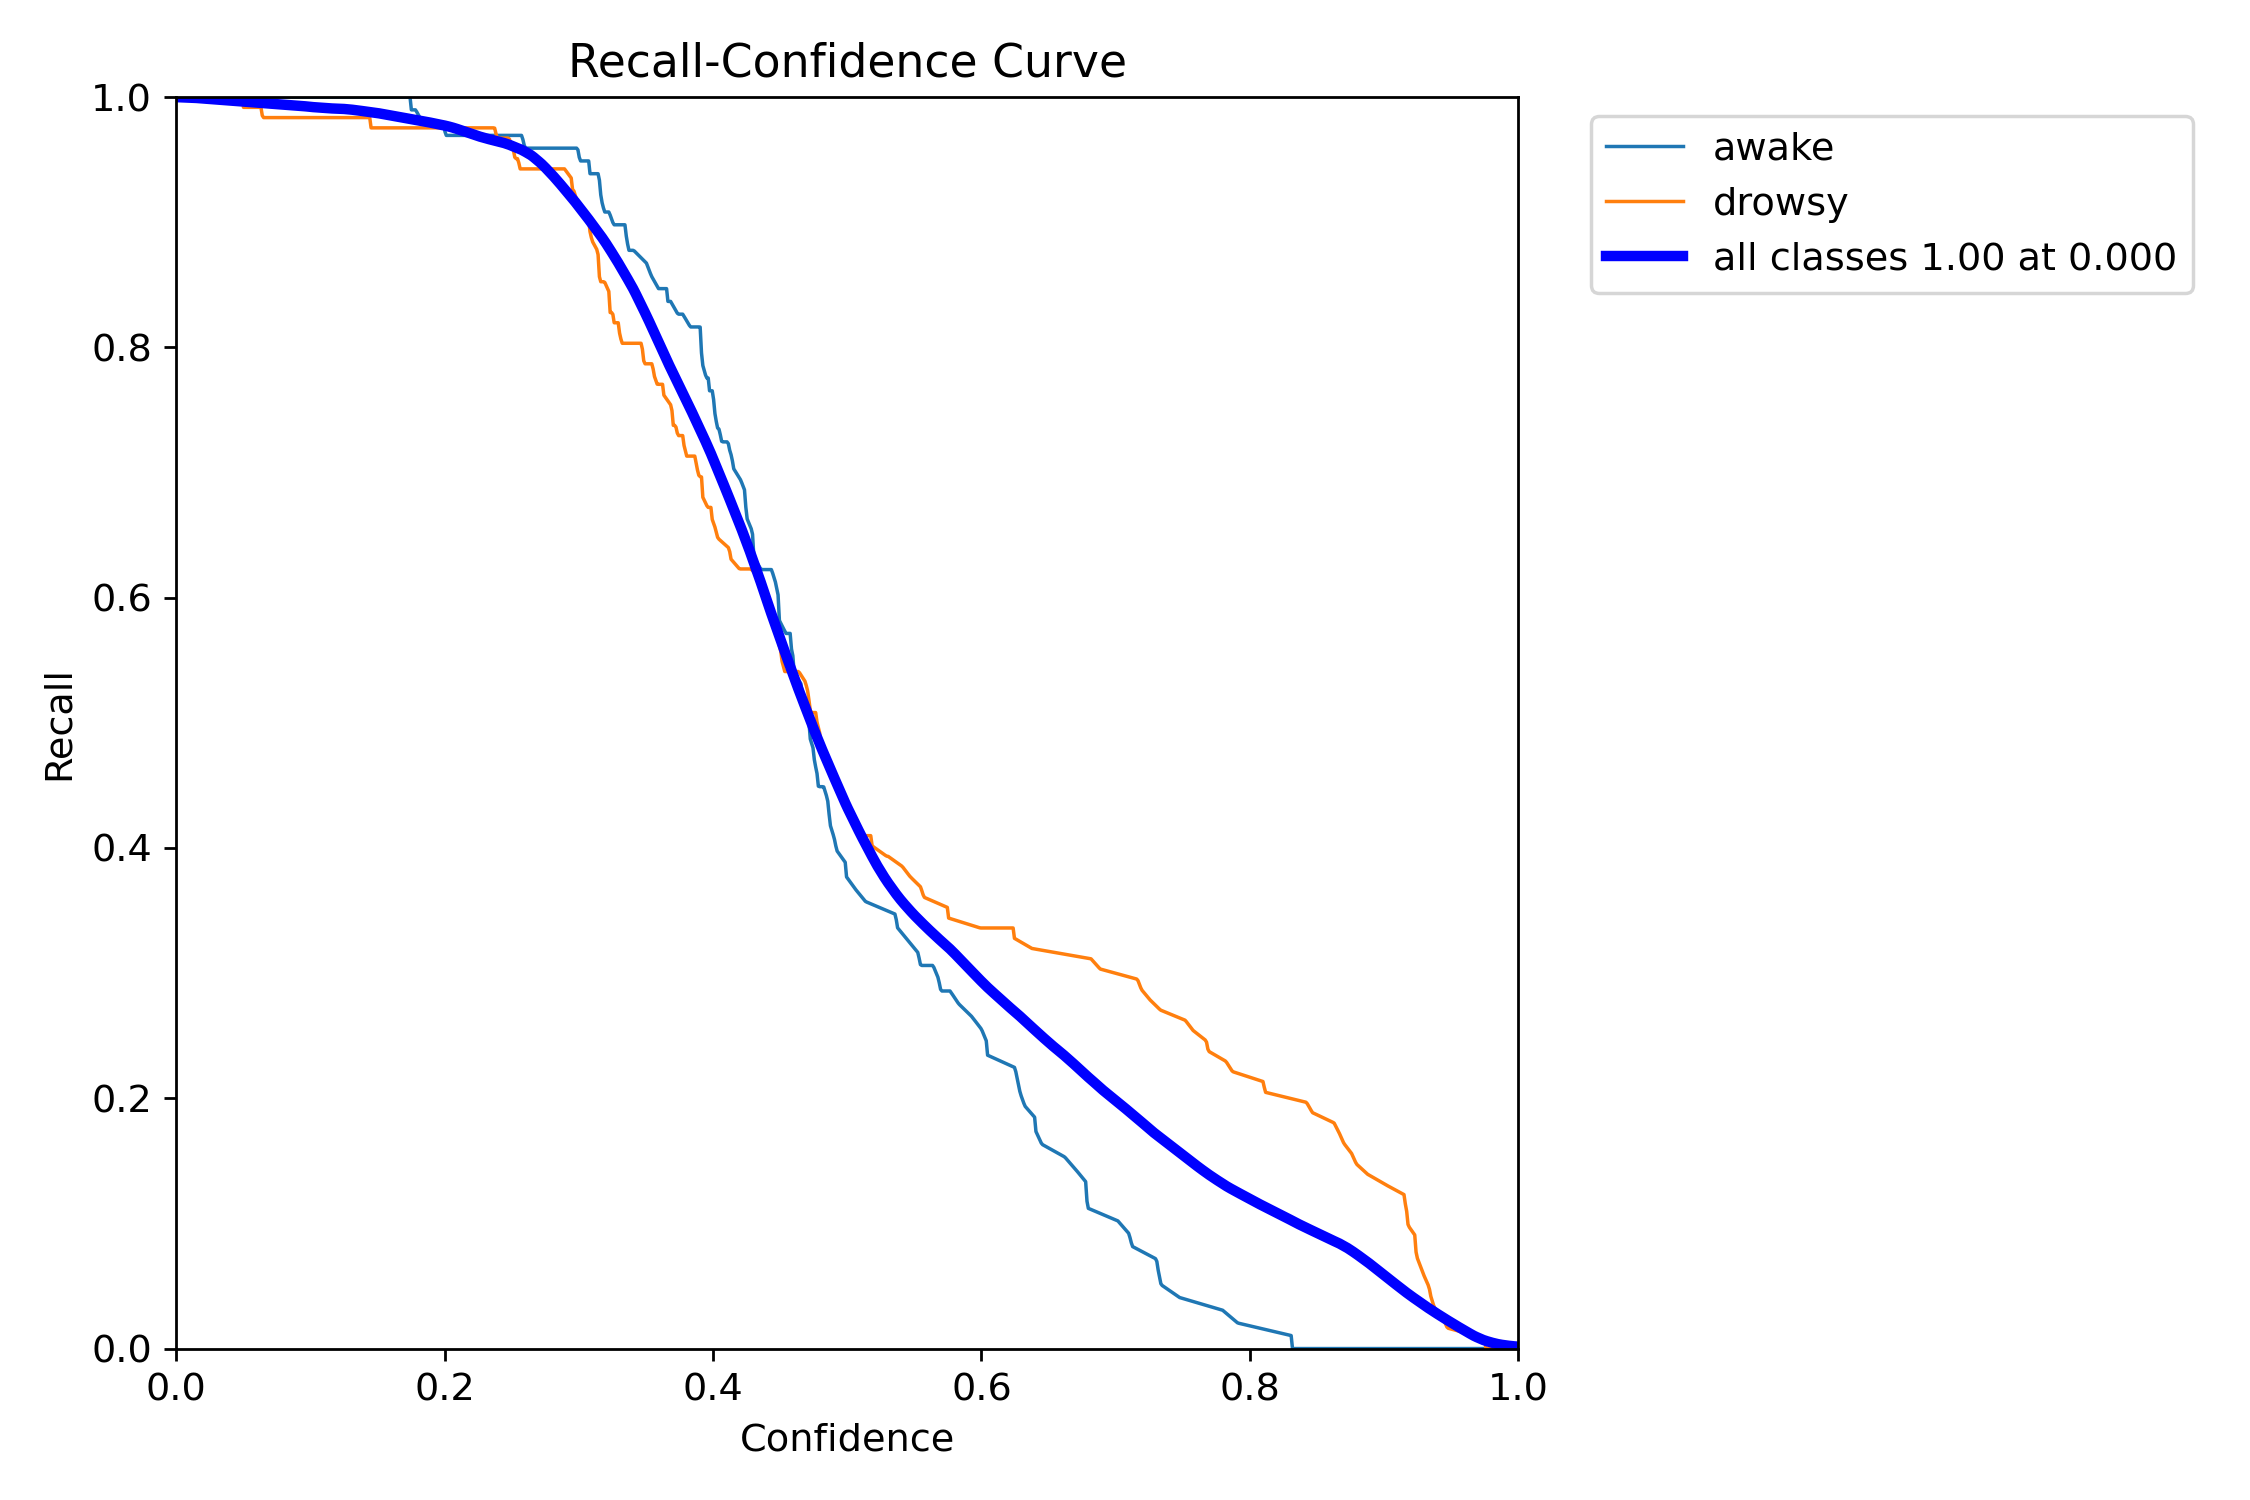 Recall-Confidence Curve
1.0
0.8
0.6
0.4
0.2
0.0
Recall
0.0 0.2 0.4 0.6 0.8 1.0
Confidence
awake
drowsy
all classes 1.00 at 0.000